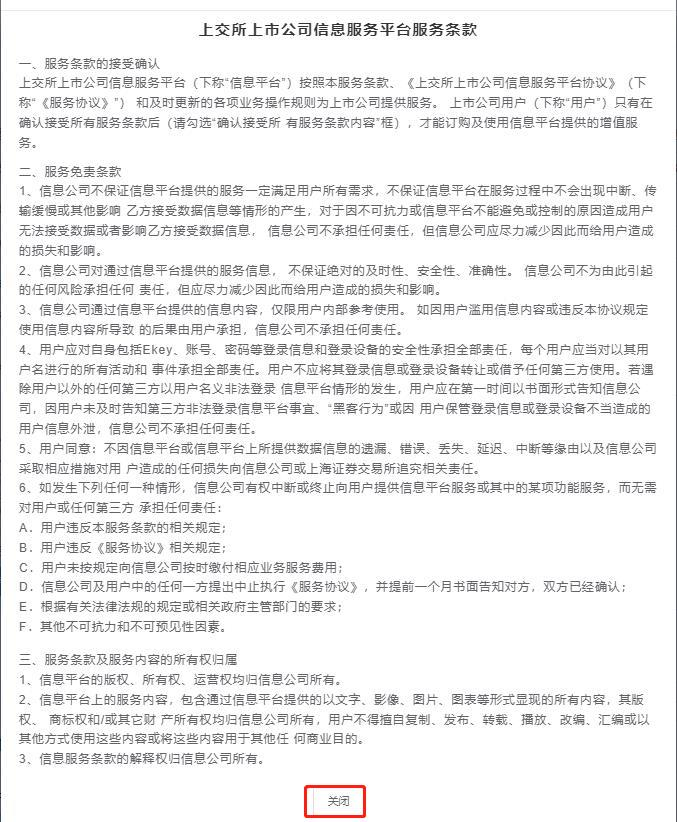 上交所上市公司信息服务平台服务条款
一、服务条款的接受确认
上交所上市公司信息服务平台（下称“信息平台”）按照本服务条款、《上交所上市公司信息服务平台协议》（下
称“《服务协议》”） 和及时更新的各项业务操作规则为上市公司提供服务。 上市公司用户（下称“用户”）只有在
确认接受所有服务条款后（请勾选“确认接受所 有服务条款内容”框），才能订购及使用信息平台提供的增值服
务。
二、服务免责条款
1、信息公司不保证信息平台提供的服务一定满足用户所有需求，不保证信息平台在服务过程中不会出现中断、传
输缓慢或其他影响 乙方接受数据信息等情形的产生，对于因不可抗力或信息平台不能避免或控制的原因造成用户
无法接受数据或者影响乙方接受数据信息， 信息公司不承担任何责任，但信息公司应尽力减少因此而给用户造成
的损失和影响。
2、信息公司对通过信息平台提供的服务信息， 不保证绝对的及时性、安全性、准确性。 信息公司不为由此引起
的任何风险承担任何 责任，但应尽力减少因此而给用户造成的损失和影响。
3、信息公司通过信息平台提供的信息内容，仅限用户内部参考使用。 如因用户滥用信息内容或违反本协议规定
使用信息内容所导致 的后果由用户承担，信息公司不承担任何责任。
4、用户应对自身包括Ekey、账号、密码等登录信息和登录设备的安全性承担全部责任，每个用户应当对以其用
户名进行的所有活动和 事件承担全部责任。用户不应将其登录信息或登录设备转让或借予任何第三方使用。若遇
除用户以外的任何第三方以用户名义非法登录 信息平台情形的发生，用户应在第一时间以书面形式告知信息公
司，因用户未及时告知第三方非法登录信息平台事宜、“黑客行为”或因 用户保管登录信息或登录设备不当造成的
用户信息外泄，信息公司不承担任何责任。
5、用户同意：不因信息平台或信息平台上所提供数据信息的遗漏、错误、丢失、延迟、中断等缘由以及信息公司
采取相应措施对用 户造成的任何损失向信息公司或上海证券交易所追究相关责任。
6、如发生下列任何一种情形，信息公司有权中断或终止向用户提供信息平台服务或其中的某项功能服务，而无需
对用户或任何第三方 承担任何责任：
A．用户违反本服务条款的相关规定；
B．用户违反《服务协议》相关规定；
C．用户未按规定向信息公司按时缴付相应业务服务费用；
D．信息公司及用户中的任何一方提出中止执行《服务协议》，并提前一个月书面告知对方，双方已经确认；
E．根据有关法律法规的规定或相关政府主管部门的要求；
F．其他不可抗力和不可预见性因素。
三、服务条款及服务内容的所有权归属
1、信息平台的版权、所有权、运营权均归信息公司所有。
2、信息平台上的服务内容，包含通过信息平台提供的以文字、影像、图片、图表等形式显现的所有内容，其版
权、 商标权和/或其它财 产所有权均归信息公司所有，用户不得擅自复制、发布、转载、播放、改编、汇编或以
其他方式使用这些内容或将这些内容用于其他任 何商业目的。
3、信息服务条款的解释权归信息公司所有。
关闭